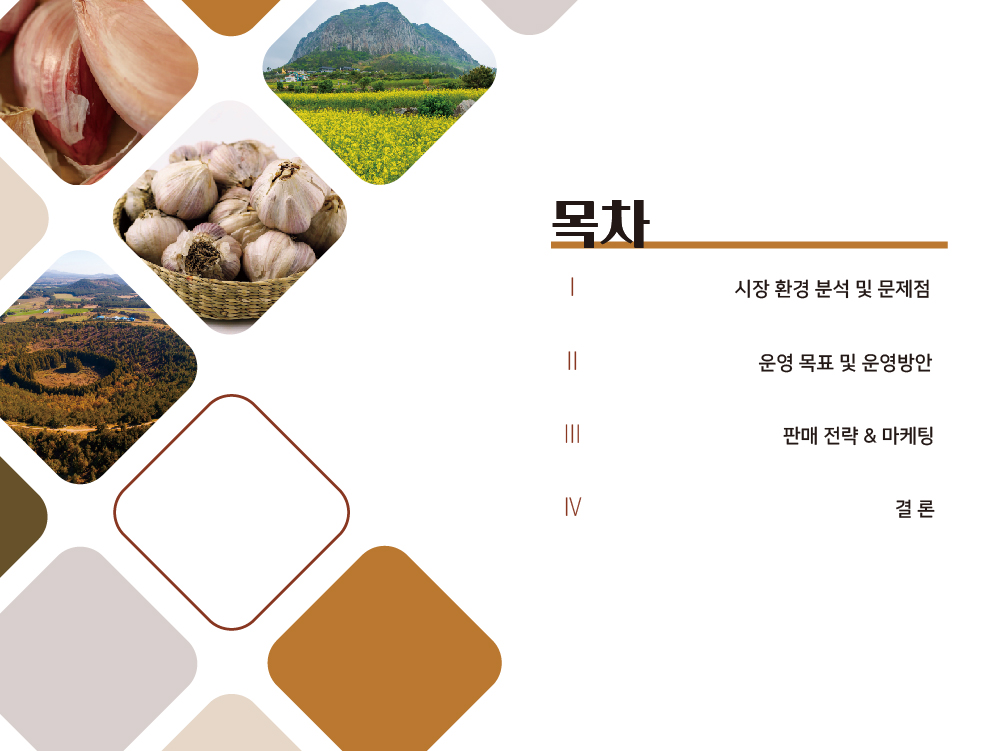 목차
I 시장 환경 분석 및 문제점
II 운영 목표 및 운영방안
III 판매 전략 & 마케팅
IV 결 론